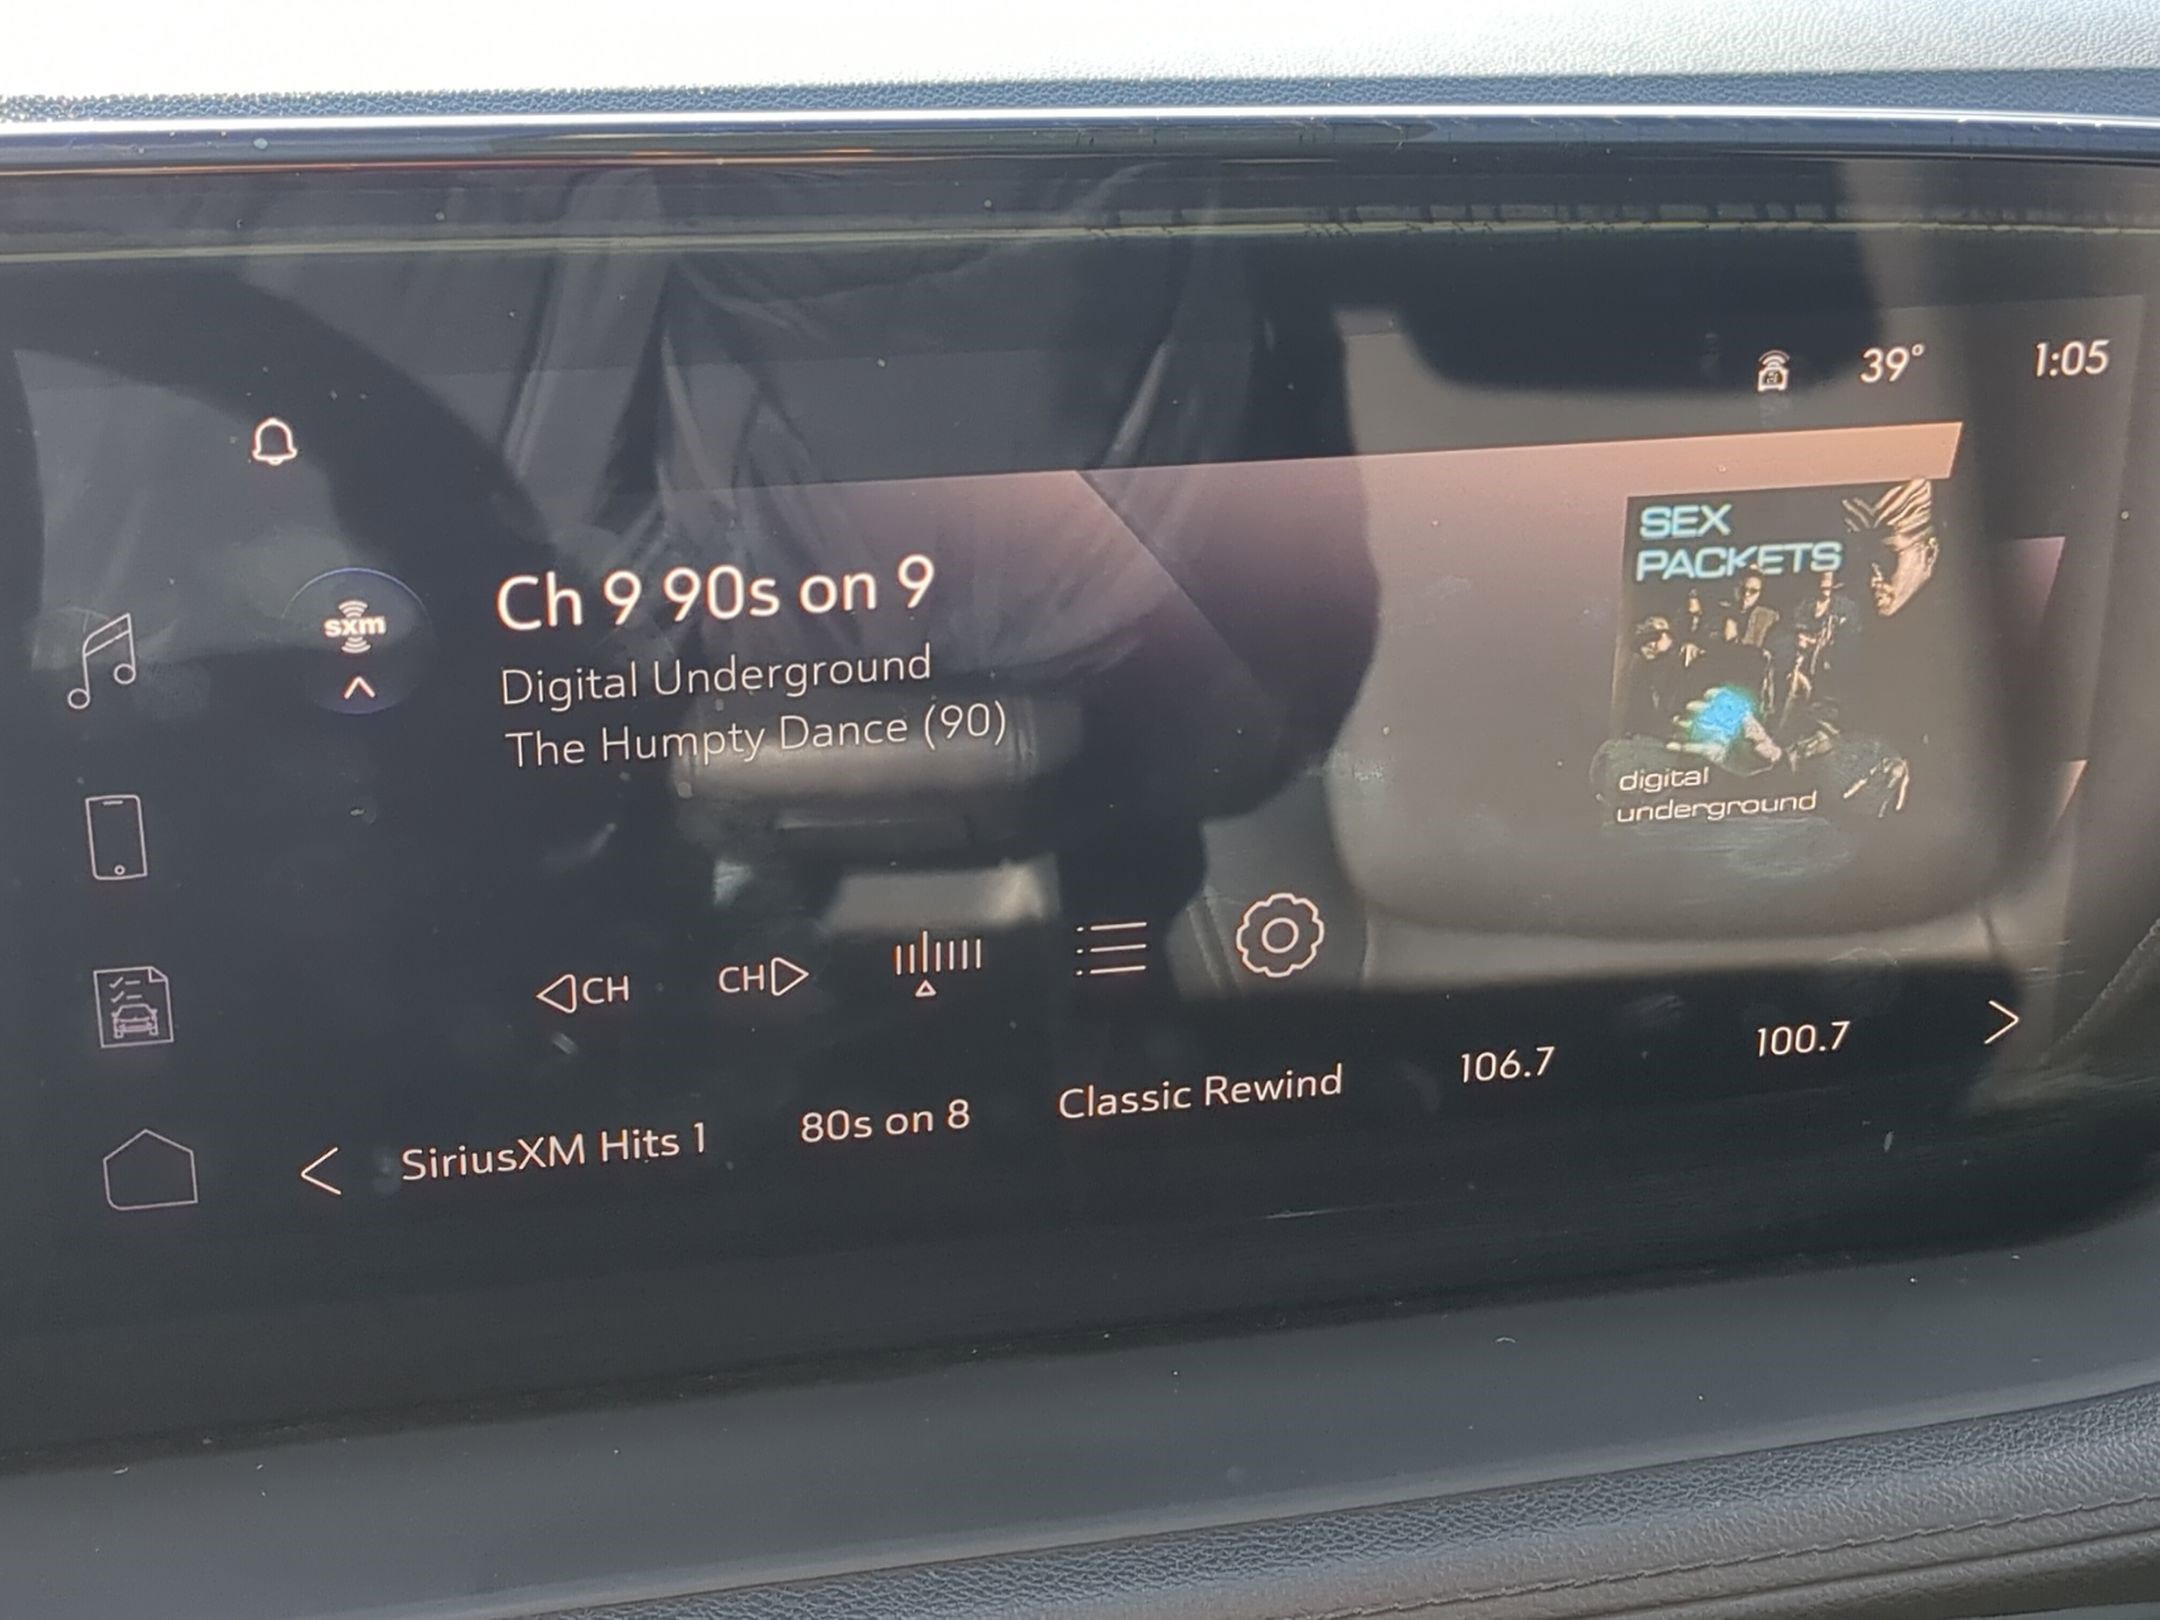 39° 1:05
sxm
Ch 9 90s on 9
Digital Underground
The Humpty Dance (90)
SEX
PACKETS
digital
underground
CH CH
SiriusXM Hits 1 80s on 8 Classic Rewind 106.7 100.7